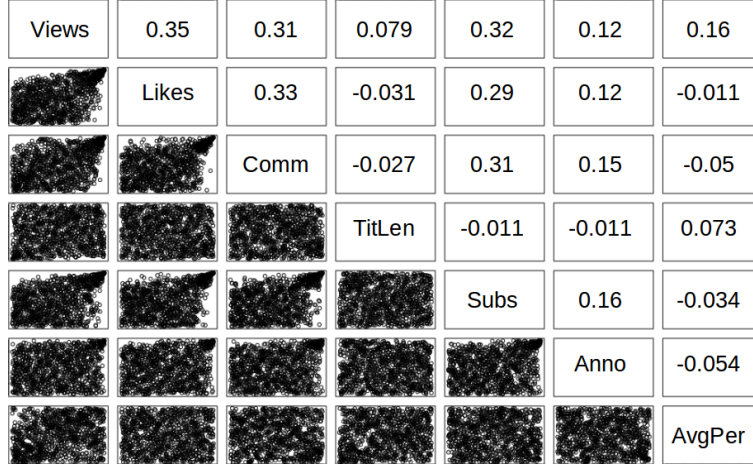 Views 0.35 0.31 0.079 0.32 0.12 0.16
Likes 0.33 -0.031 0.29 0.12 -0.011
Comm -0.027 0.31 0.15 -0.05
TitLen -0.011 -0.011 0.073
Subs 0.16 -0.034
Anno -0.054
AvgPer